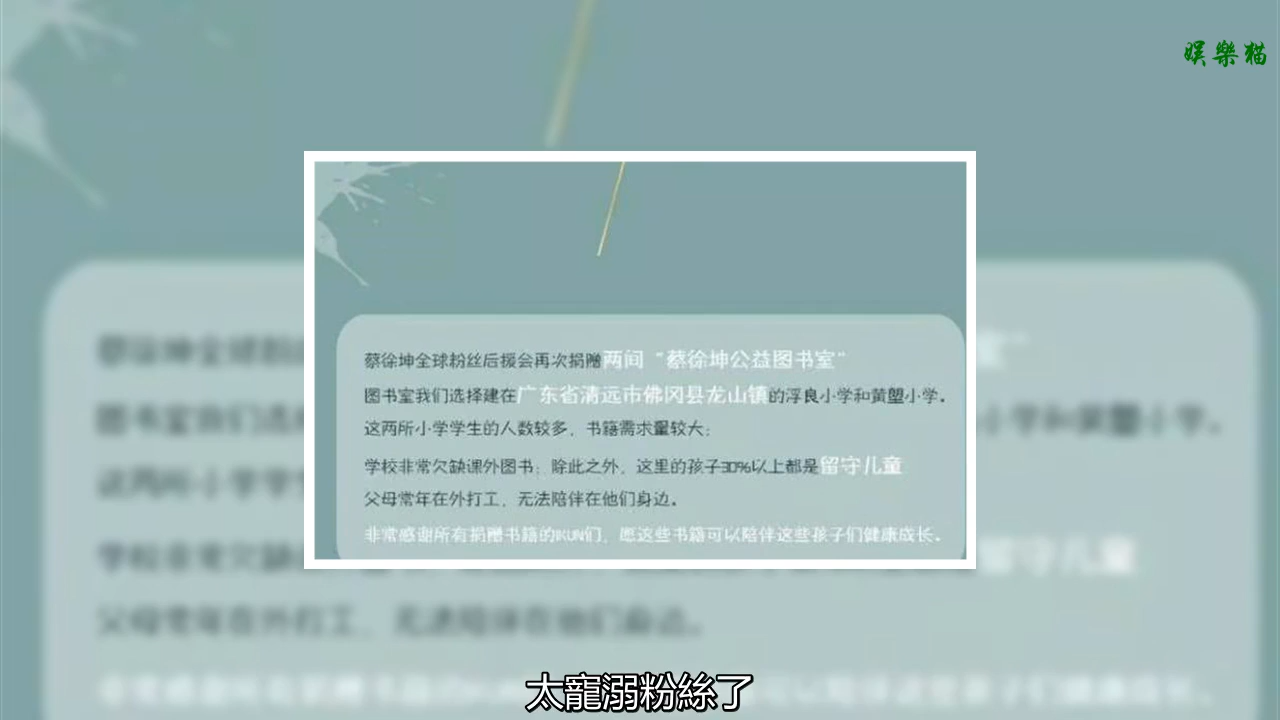 娱樂猫
蔡徐坤全球粉丝后援会再次捐赠两间“蔡徐坤公益图书室”
图书室我们选择建在广东省清远市佛冈县龙山镇的浮良小学和黄塱小学。
这两所小学学生的人数较多，书籍需求量较大；
学校非常欠缺课外图书；除此之外，这里的孩子30%以上都是留守儿童
父母常年在外打工，无法陪伴在他们身边。
非常感谢所有捐赠书籍的IKUN们，愿这些书籍可以陪伴这些孩子们健康成长。
太寵溺粉絲了